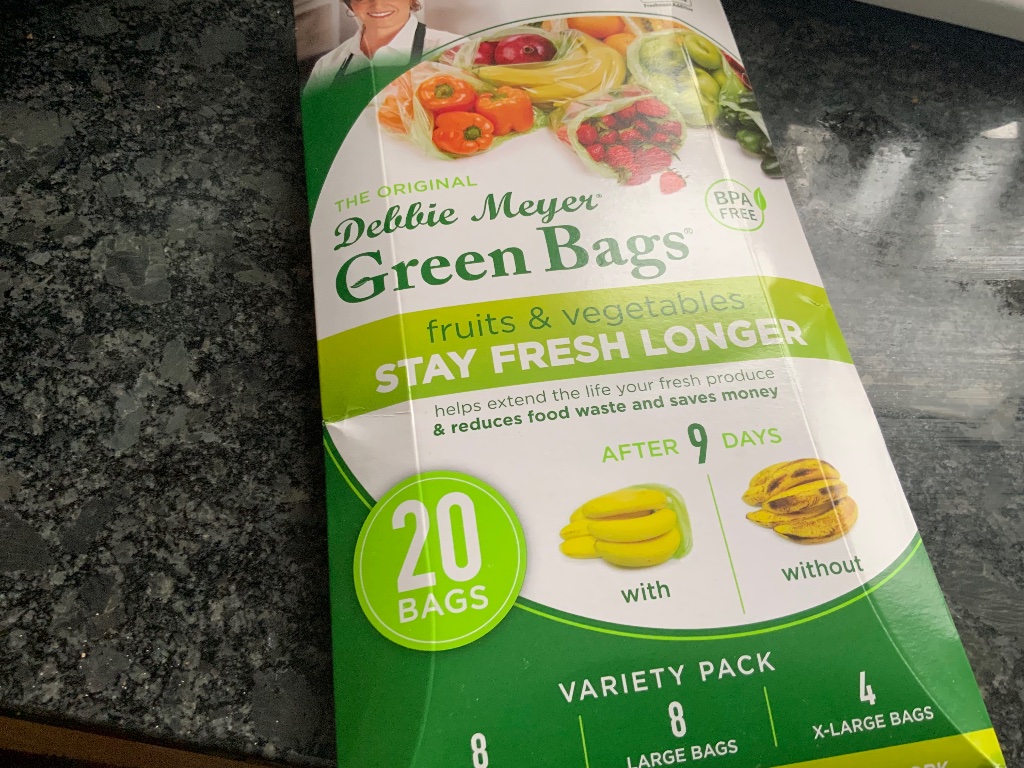 THE ORIGINAL
Debbie Meyer®
Green Bags®
BPA
FREE
fruits & vegetables
STAY FRESH LONGER
helps extend the life your fresh produce
& reduces food waste and saves money
AFTER 9 DAYS
with
without
20
BAGS
VARIETY PACK
8
8
LARGE BAGS
4
X-LARGE BAGS